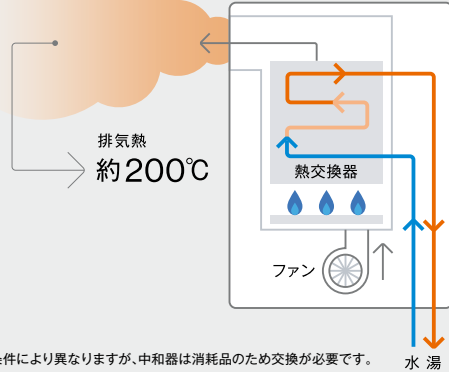 排気熱
約200℃
熱交換器
ファン
水 湯
件により異なりますが、中和器は消耗品のため交換が必要です。